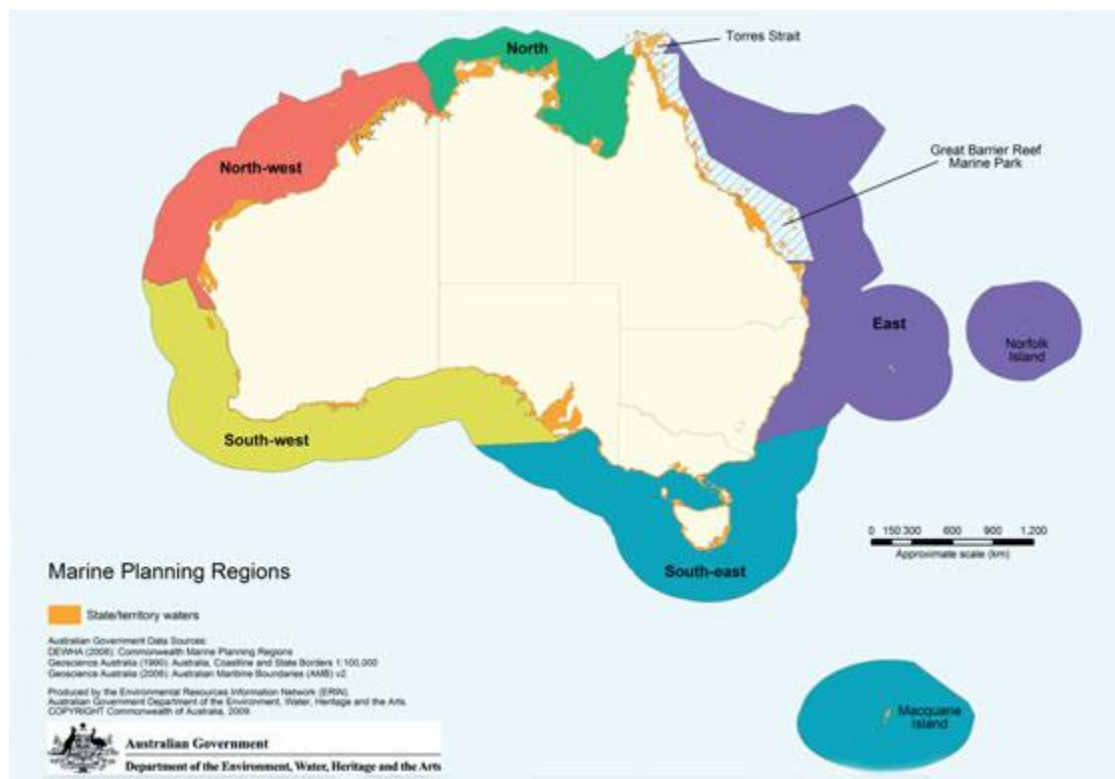 North
Torres Strait
Great Barrier Reef
Marine Park
North-west
East
Norfolk
Island
South-west
0 150 300 600 900 1,200
Approximate scale (km)
South-east
Marine Planning Regions
State/territory waters
Australian Government Data Sources:
DEWHA (2006): Commonwealth Marine Planning Regions
Geoscience Australia (1990): Australia, Coastline and State Borders 1:100,000
Geoscience Australia (2006): Australian Maritime Boundaries (AMB) v2
Produced by the Environmental Resources Information Network (ERIN).
Australian Government Department of the Environment, Water, Heritage and the Arts.
COPYRIGHT Commonwealth of Australia, 2009.
Macquarie
Island
Australian Government
Department of the Environment, Water, Heritage and the Arts